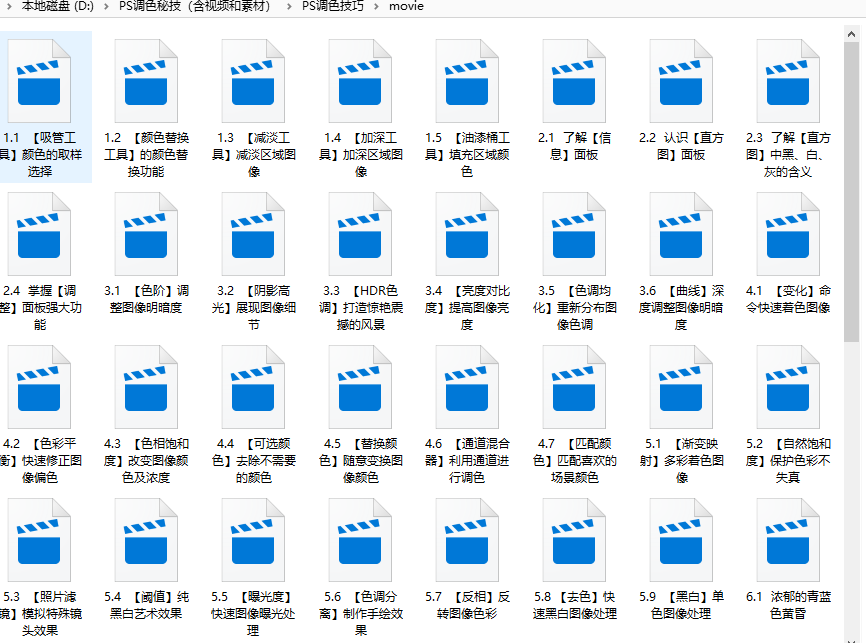 本地磁盘 (D:) › PS调色秘技（含视频和素材） › PS调色技巧 › movie
1.1 【吸管工
具】颜色的取样
选择
1.2 【颜色替换
工具】的颜色替
换功能
1.3 【减淡工
具】减淡区域图
像
1.4 【加深工
具】加深区域图
像
1.5 【油漆桶工
具】填充区域颜
色
2.1 了解【信
息】面板
2.2 认识【直方
图】面板
2.3 了解【直方
图】中黑、白、
灰的含义
2.4 掌握【调
整】面板强大功
能
3.1 【色阶】调
整图像明暗度
3.2 【阴影高
光】展现图像细
节
3.3 【HDR色
调】打造惊艳震
撼的风景
3.4 【亮度对比
度】提高图像亮
度
3.5 【色调均
化】重新分布图
像色调
3.6 【曲线】深
度调整图像明暗
度
4.1 【变化】命
令快速着色图像
4.2 【色彩平
衡】快速修正图
像偏色
4.3 【色相饱和
度】改变图像颜
色及浓度
4.4 【可选颜
色】去除不需要
的颜色
4.5 【替换颜
色】随意变换图
像颜色
4.6 【通道混合
器】利用通道进
行调色
4.7 【匹配颜
色】匹配喜欢的
场景颜色
5.1 【渐变映
射】多彩着色图
像
5.2 【自然饱和
度】保护色彩不
失真
5.3 【照片滤
镜】模拟特殊镜
头效果
5.4 【阈值】纯
黑白艺术效果
5.5 【曝光度】
快速图像曝光处
理
5.6 【色调分
离】制作手绘效
果
5.7 【反相】反
转图像色彩
5.8 【去色】快
速黑白图像处理
5.9 【黑白】单
色图像处理
6.1 浓郁的青蓝
色黄昏